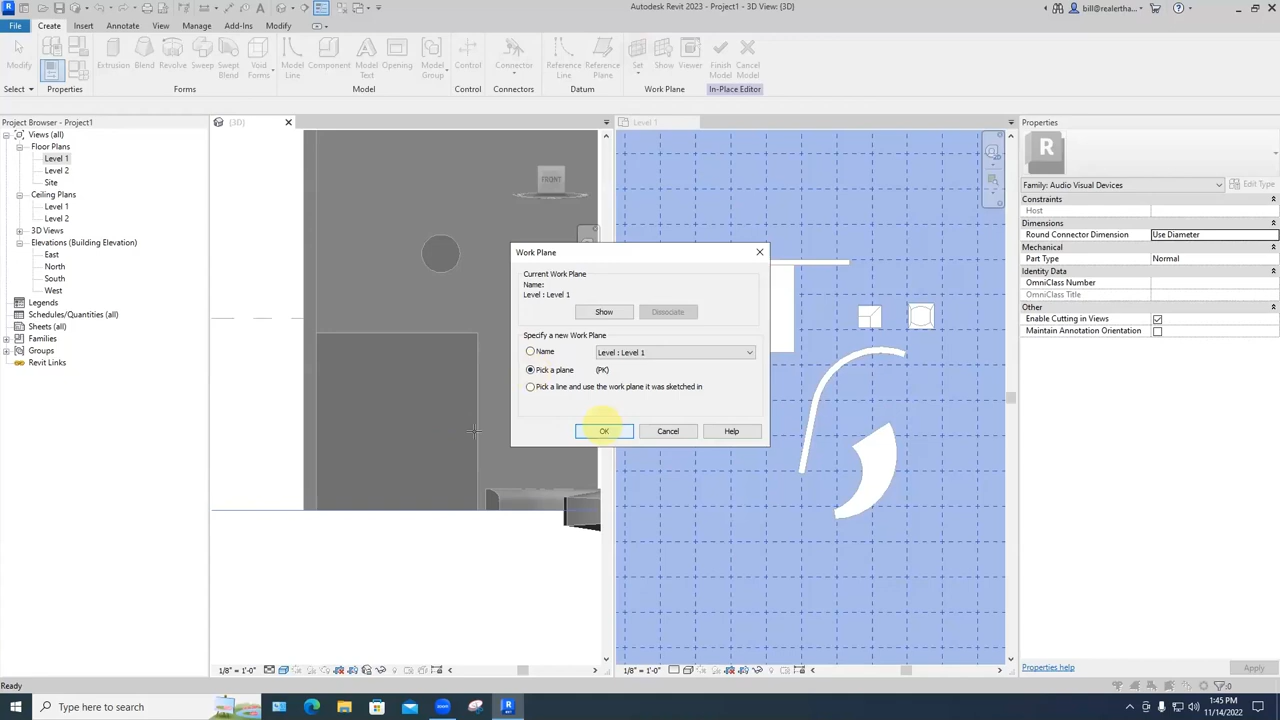 Autodesk Revit 2023 - Project1 - 3D View: {3D}
bill@realertha...
File Create Insert Annotate View Manage Add-Ins Modify
Modify Extrusion Blend Revolve Sweep Swept Blend Void Forms Model Line Component Model Text Opening Model Group Control Connector Reference Line Reference Plane Set Show Viewer Finish Model Cancel Model
Select Properties Forms Model Control Connectors Datum Work Plane In-Place Editor
Project Browser - Project1
Views (all)
Floor Plans
Level 1
Level 2
Site
Ceiling Plans
Level 1
Level 2
3D Views
Elevations (Building Elevation)
East
North
South
West
Legends
Schedules/Quantities (all)
Sheets (all)
Families
Groups
Revit Links
{3D}
FRONT
1/8" = 1'-0"
Work Plane
Current Work Plane
Name:
Level : Level 1
Show Dissociate
Specify a new Work Plane
Name Level : Level 1
Pick a plane (PK)
Pick a line and use the work plane it was sketched in
OK Cancel Help
Level 1
1/8" = 1'-0"
Properties
R
Family: Audio Visual Devices Edit Type
Constraints
Host
Dimensions
Round Connector Dimension Use Diameter
Mechanical
Part Type Normal
Identity Data
OmniClass Number
OmniClass Title
Other
Enable Cutting in Views
Maintain Annotation Orientation
Properties help Apply
Ready
:0
Type here to search
1:45 PM
11/14/2022